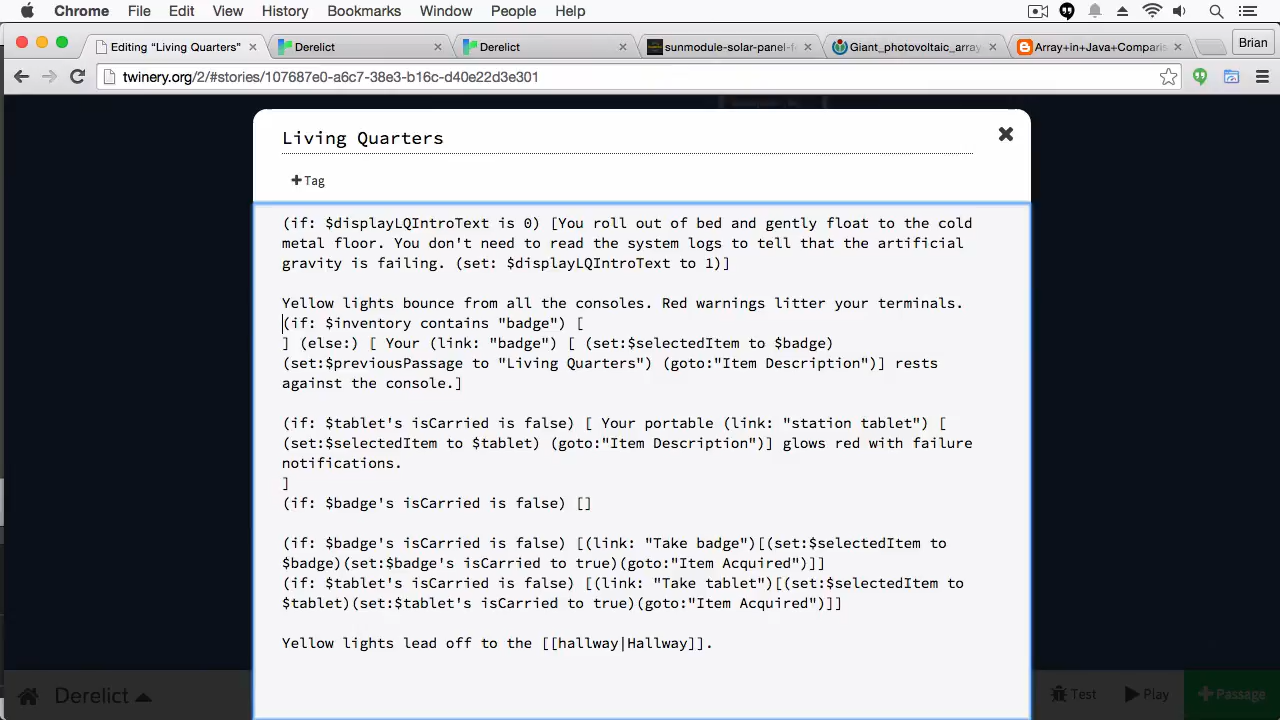 Chrome File Edit View History Bookmarks Window People Help
Editing “Living Quarters” Derelict Derelict sunmodule-solar-panel-f Giant_photovoltaic_array Array+in+Java+Comparis Brian
twinery.org/2/#stories/107687e0-a6c7-38e3-b16c-d40e22d3e301
Living Quarters
+Tag
(if: $displayLQIntroText is 0) [You roll out of bed and gently float to the cold
metal floor. You don't need to read the system logs to tell that the artificial
gravity is failing. (set: $displayLQIntroText to 1)]
Yellow lights bounce from all the consoles. Red warnings litter your terminals.
(if: $inventory contains "badge") [
] (else:) [ Your (link: "badge") [ (set:$selectedItem to $badge)
(set:$previousPassage to "Living Quarters") (goto:"Item Description")] rests
against the console.]
(if: $tablet's isCarried is false) [ Your portable (link: "station tablet") [
(set:$selectedItem to $tablet) (goto:"Item Description")] glows red with failure
notifications.
]
(if: $badge's isCarried is false) []
(if: $badge's isCarried is false) [(link: "Take badge")[(set:$selectedItem to
$badge)(set:$badge's isCarried to true)(goto:"Item Acquired")]]
(if: $tablet's isCarried is false) [(link: "Take tablet")[(set:$selectedItem to
$tablet)(set:$tablet's isCarried to true)(goto:"Item Acquired")]]
Yellow lights lead off to the [[hallway|Hallway]].
Derelict Test Play +Passage